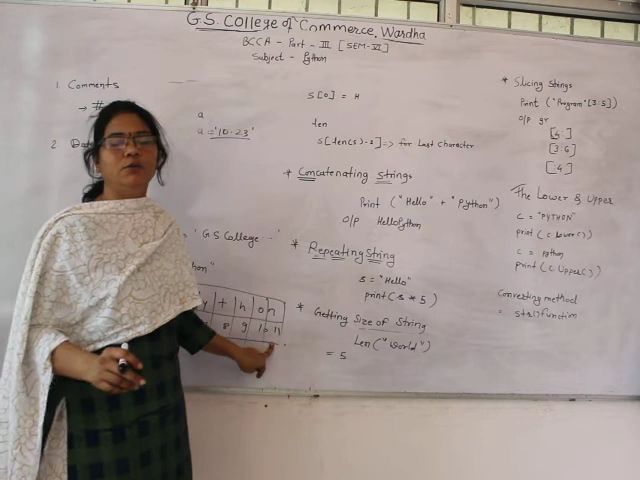 G.S. College of Commerce, Wardha
BCCA - Part - III [SEM-VI]
Subject - Python
1. Comments
→ #
2
a
a = '10.23'
"G.S. College
on"
y t h o n
8 9 10 11
S[0] = H
len
S[len(s)-1] => for Last Character
* Concatenating Strings
Print ("Hello" + "Python")
O/p HelloPython
* Repeating String
s = "Hello"
print(s * 5)
* Getting Size of String
Len("World")
= 5
* Slicing Strings
Print ("Program"[3:5])
O/p gr
[4:]
[3:6]
[:4]
The Lower & Upper
C = "PYTHON"
print (c.lower())
C = python
print (c.Upper())
Converting method
= str() function